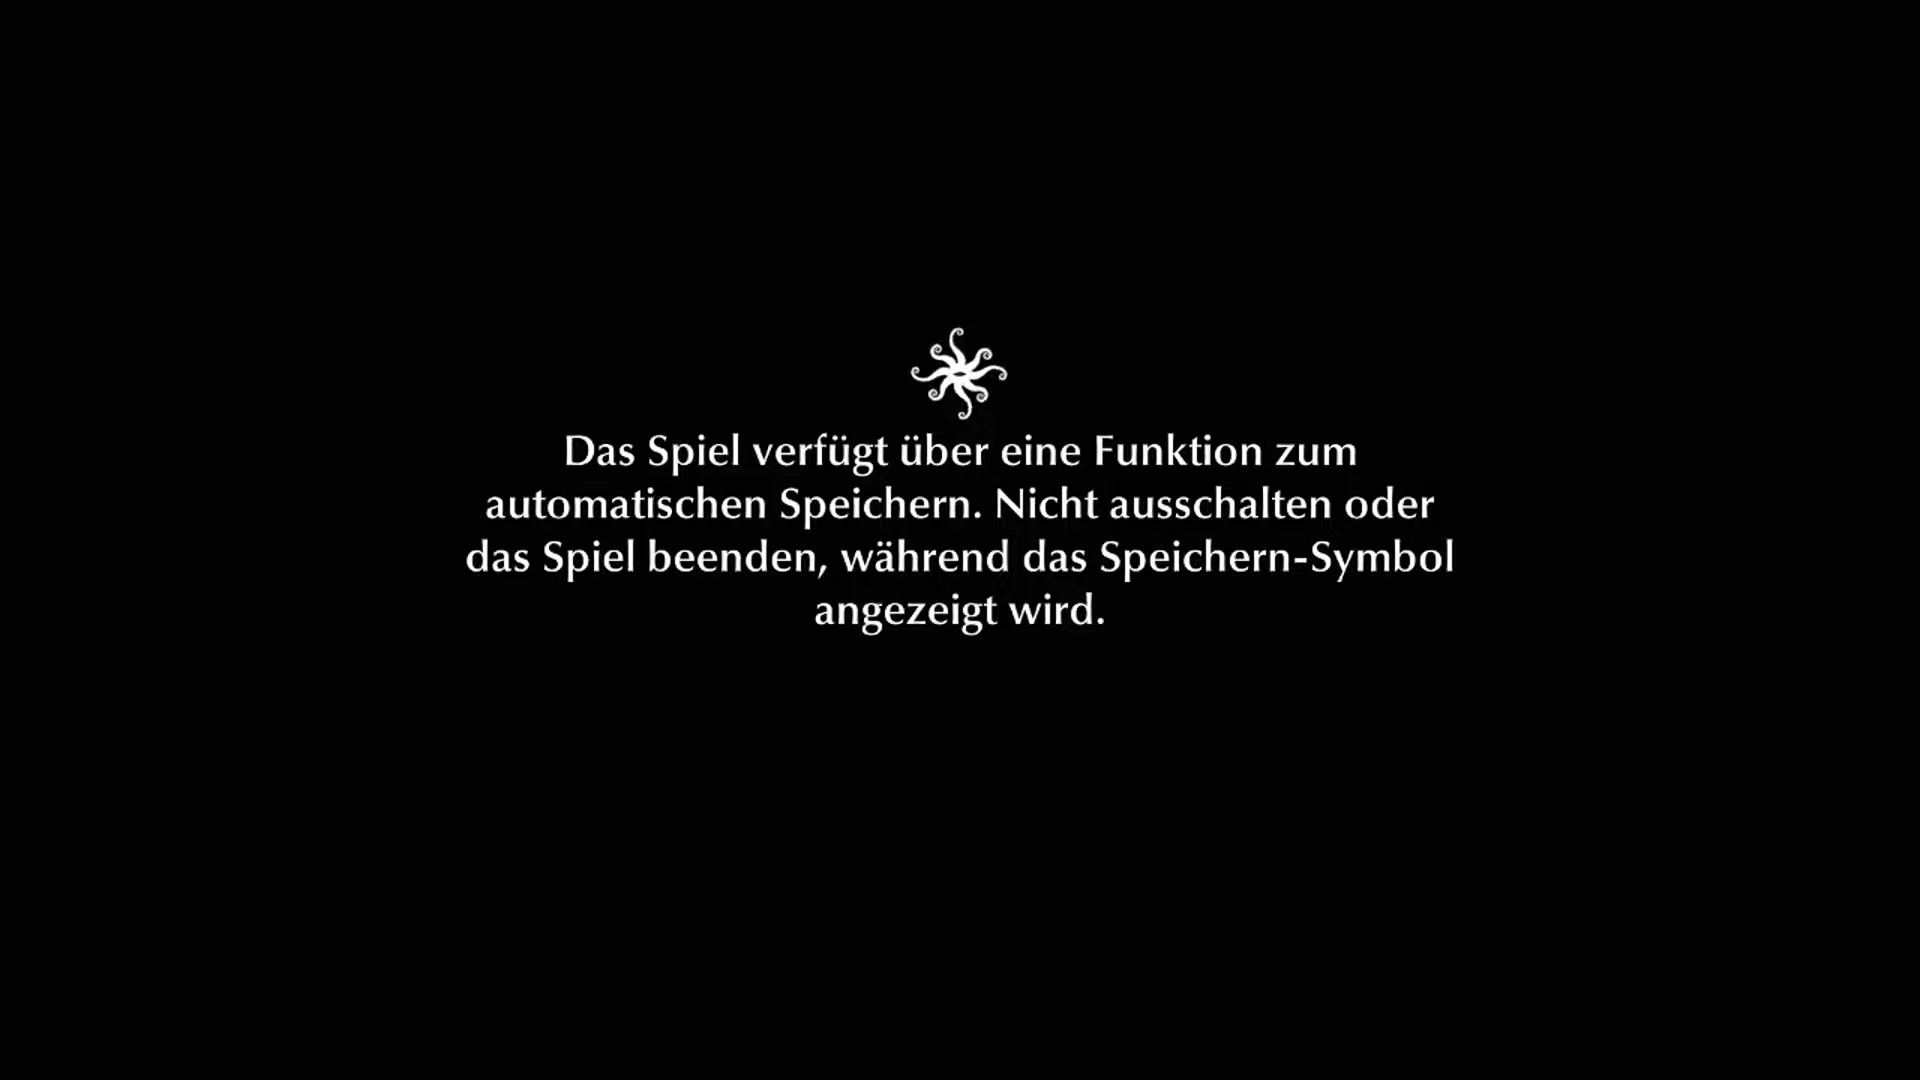 Das Spiel verfügt über eine Funktion zum
automatischen Speichern. Nicht ausschalten oder
das Spiel beenden, während das Speichern-Symbol
angezeigt wird.